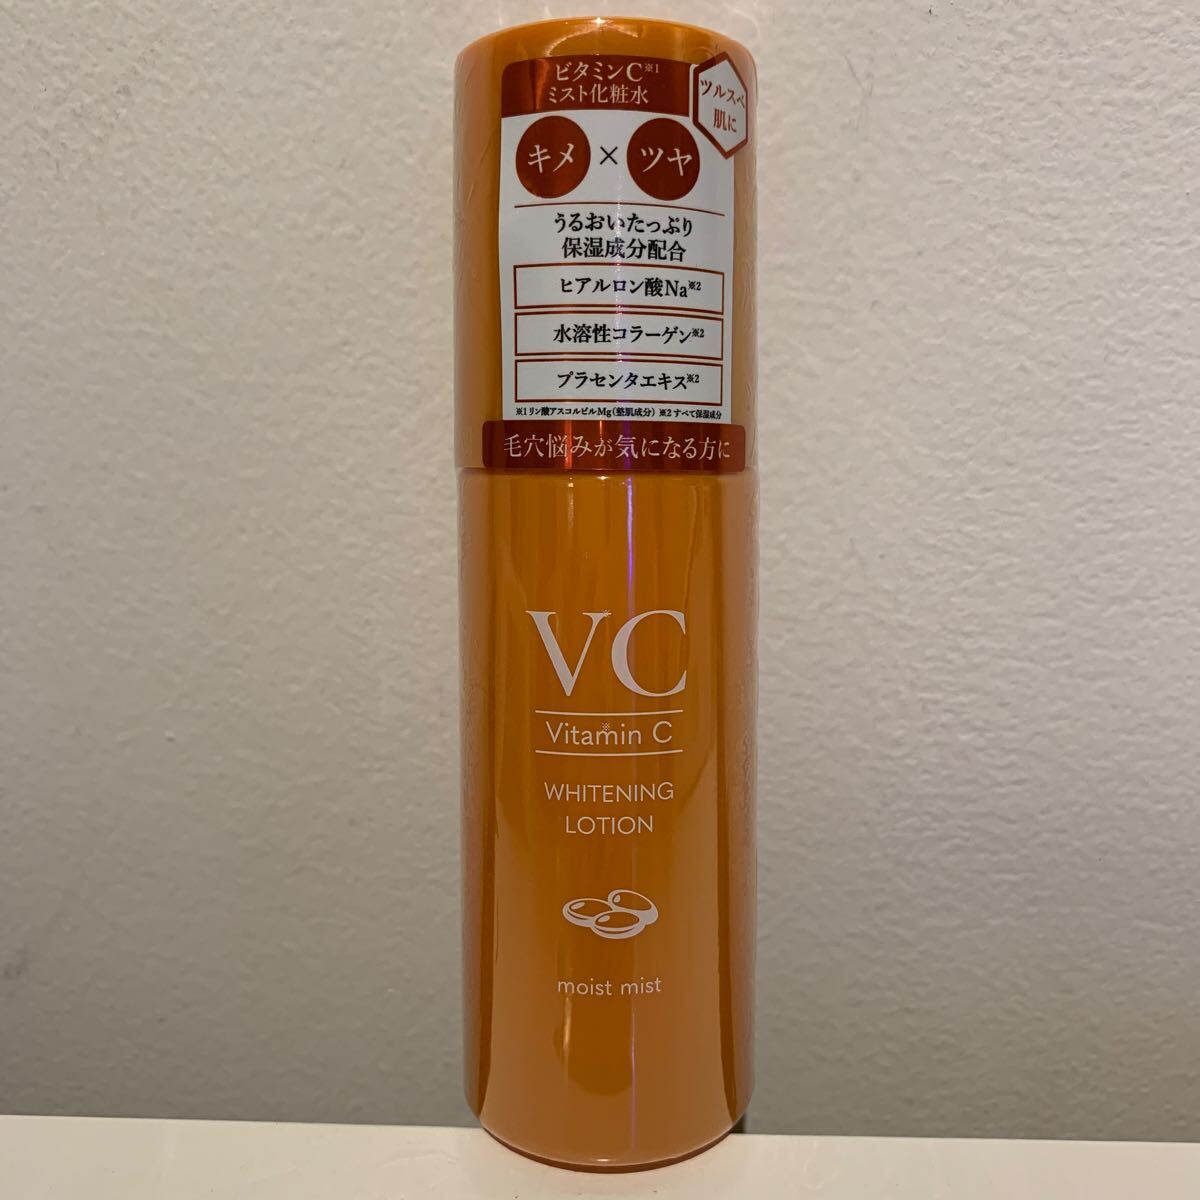 ビタミンC※1
ミスト化粧水
ツルスベ
肌に
キメ×ツヤ
うるおいたっぷり
保湿成分配合
ヒアルロン酸Na※2
水溶性コラーゲン※2
プラセンタエキス※2
※1 リン酸アスコルビルMg(整肌成分) ※2 すべて保湿成分
毛穴悩みが気になる方に
VC
Vitamin C※
WHITENING
LOTION
moist mist